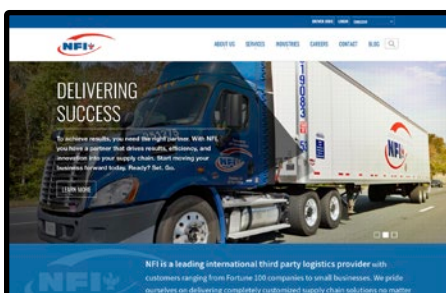 CAREERS
NFI
ABOUT US SERVICES INDUSTRIES CAREERS CONTACT BLOG
DELIVERING
SUCCESS
To achieve results, you need the right partner. With NFI,
you have a partner that drives results, efficiency, and
innovation into your supply chain. Start moving your
business forward today. Ready? Set. Go.
LEARN MORE
NFI
NFI
NFI is a leading international third party logistics provider with
customers ranging from Fortune 100 companies to small businesses. We pride
ourselves on delivering completely customized supply chain solutions no matter